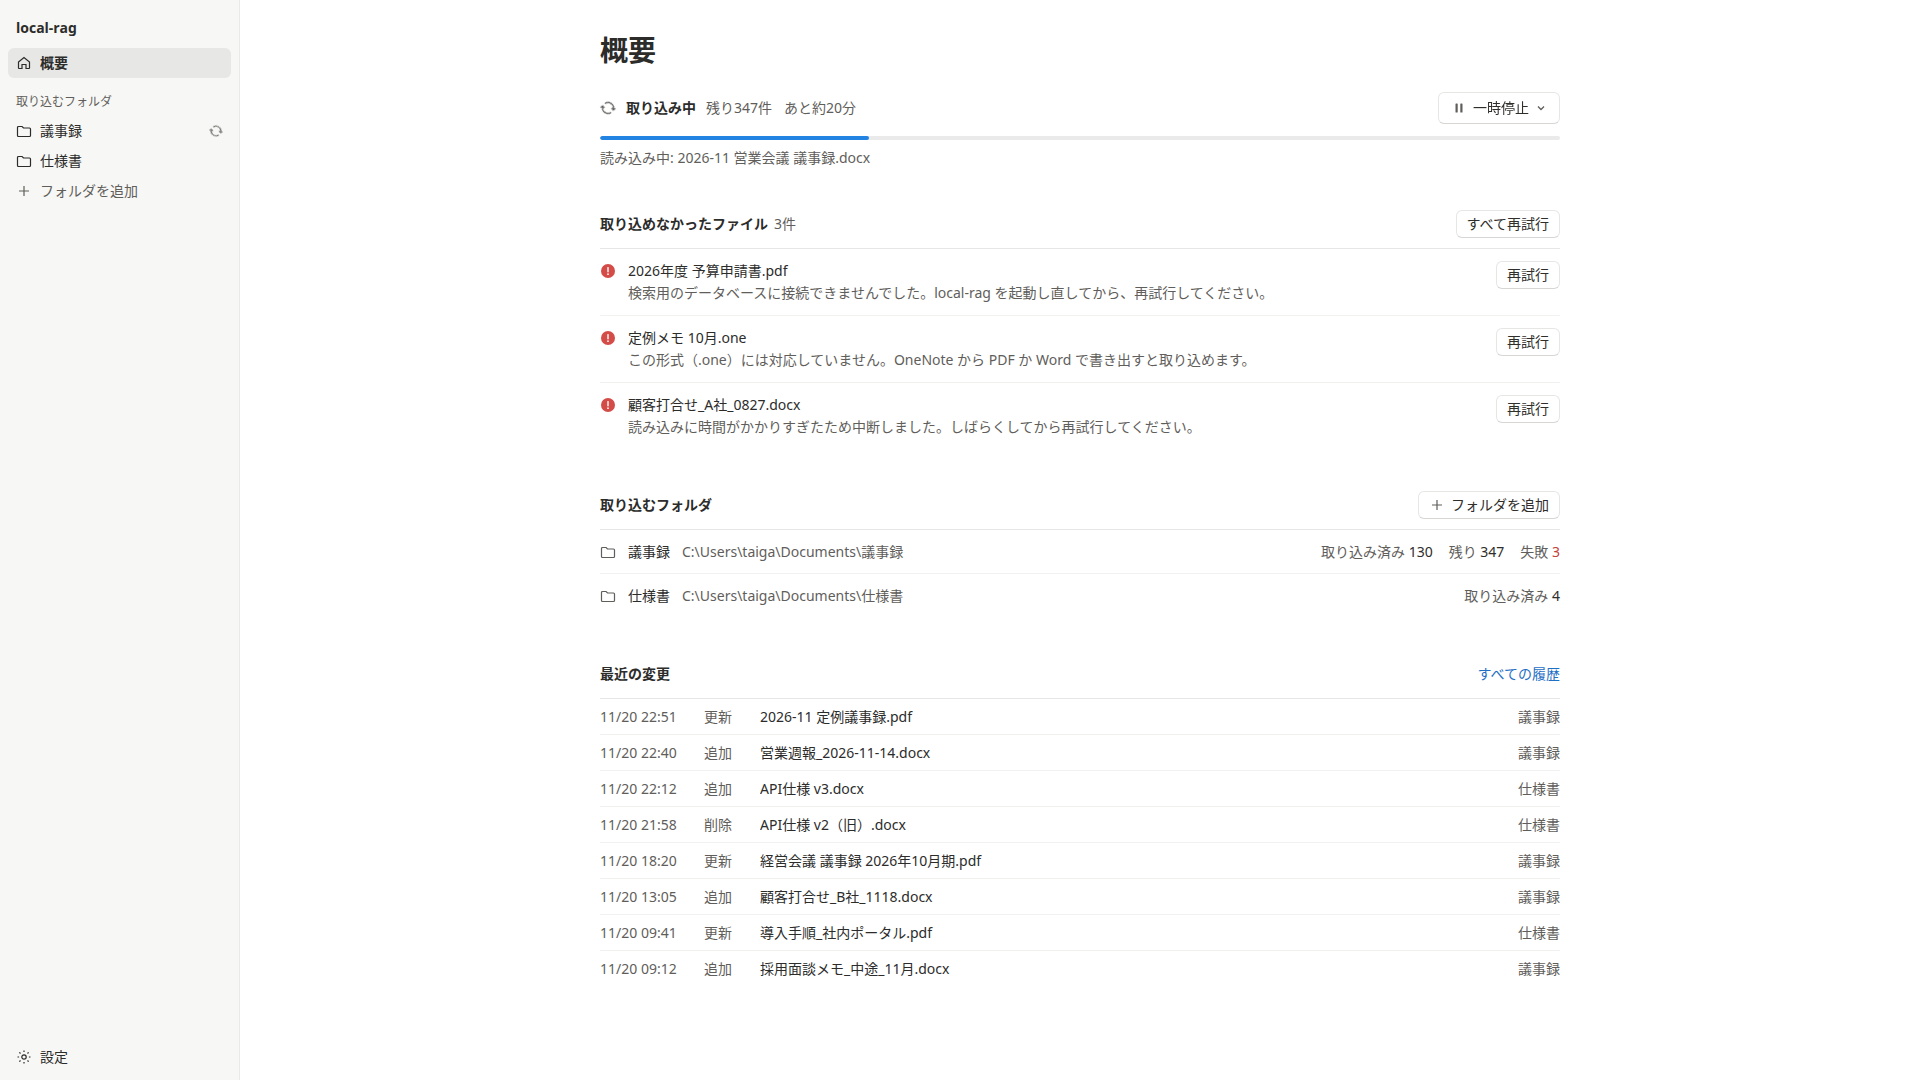 local-rag
概要
取り込むフォルダ
議事録
仕様書
フォルダを追加
設定
概要
取り込み中 残り347件 あと約20分
一時停止
読み込み中: 2026-11 営業会議 議事録.docx
取り込めなかったファイル 3件
すべて再試行
2026年度 予算申請書.pdf
再試行
検索用のデータベースに接続できませんでした。local-rag を起動し直してから、再試行してください。
定例メモ 10月.one
再試行
この形式（.one）には対応していません。OneNote から PDF か Word で書き出すと取り込めます。
顧客打合せ_A社_0827.docx
再試行
読み込みに時間がかかりすぎたため中断しました。しばらくしてから再試行してください。
取り込むフォルダ
フォルダを追加
議事録 C:\Users\taiga\Documents\議事録 取り込み済み 130 残り 347 失敗 3
仕様書 C:\Users\taiga\Documents\仕様書 取り込み済み 4
最近の変更
すべての履歴
11/20 22:51 更新 2026-11 定例議事録.pdf 議事録
11/20 22:40 追加 営業週報_2026-11-14.docx 議事録
11/20 22:12 追加 API仕様 v3.docx 仕様書
11/20 21:58 削除 API仕様 v2（旧）.docx 仕様書
11/20 18:20 更新 経営会議 議事録 2026年10月期.pdf 議事録
11/20 13:05 追加 顧客打合せ_B社_1118.docx 議事録
11/20 09:41 更新 導入手順_社内ポータル.pdf 仕様書
11/20 09:12 追加 採用面談メモ_中途_11月.docx 議事録